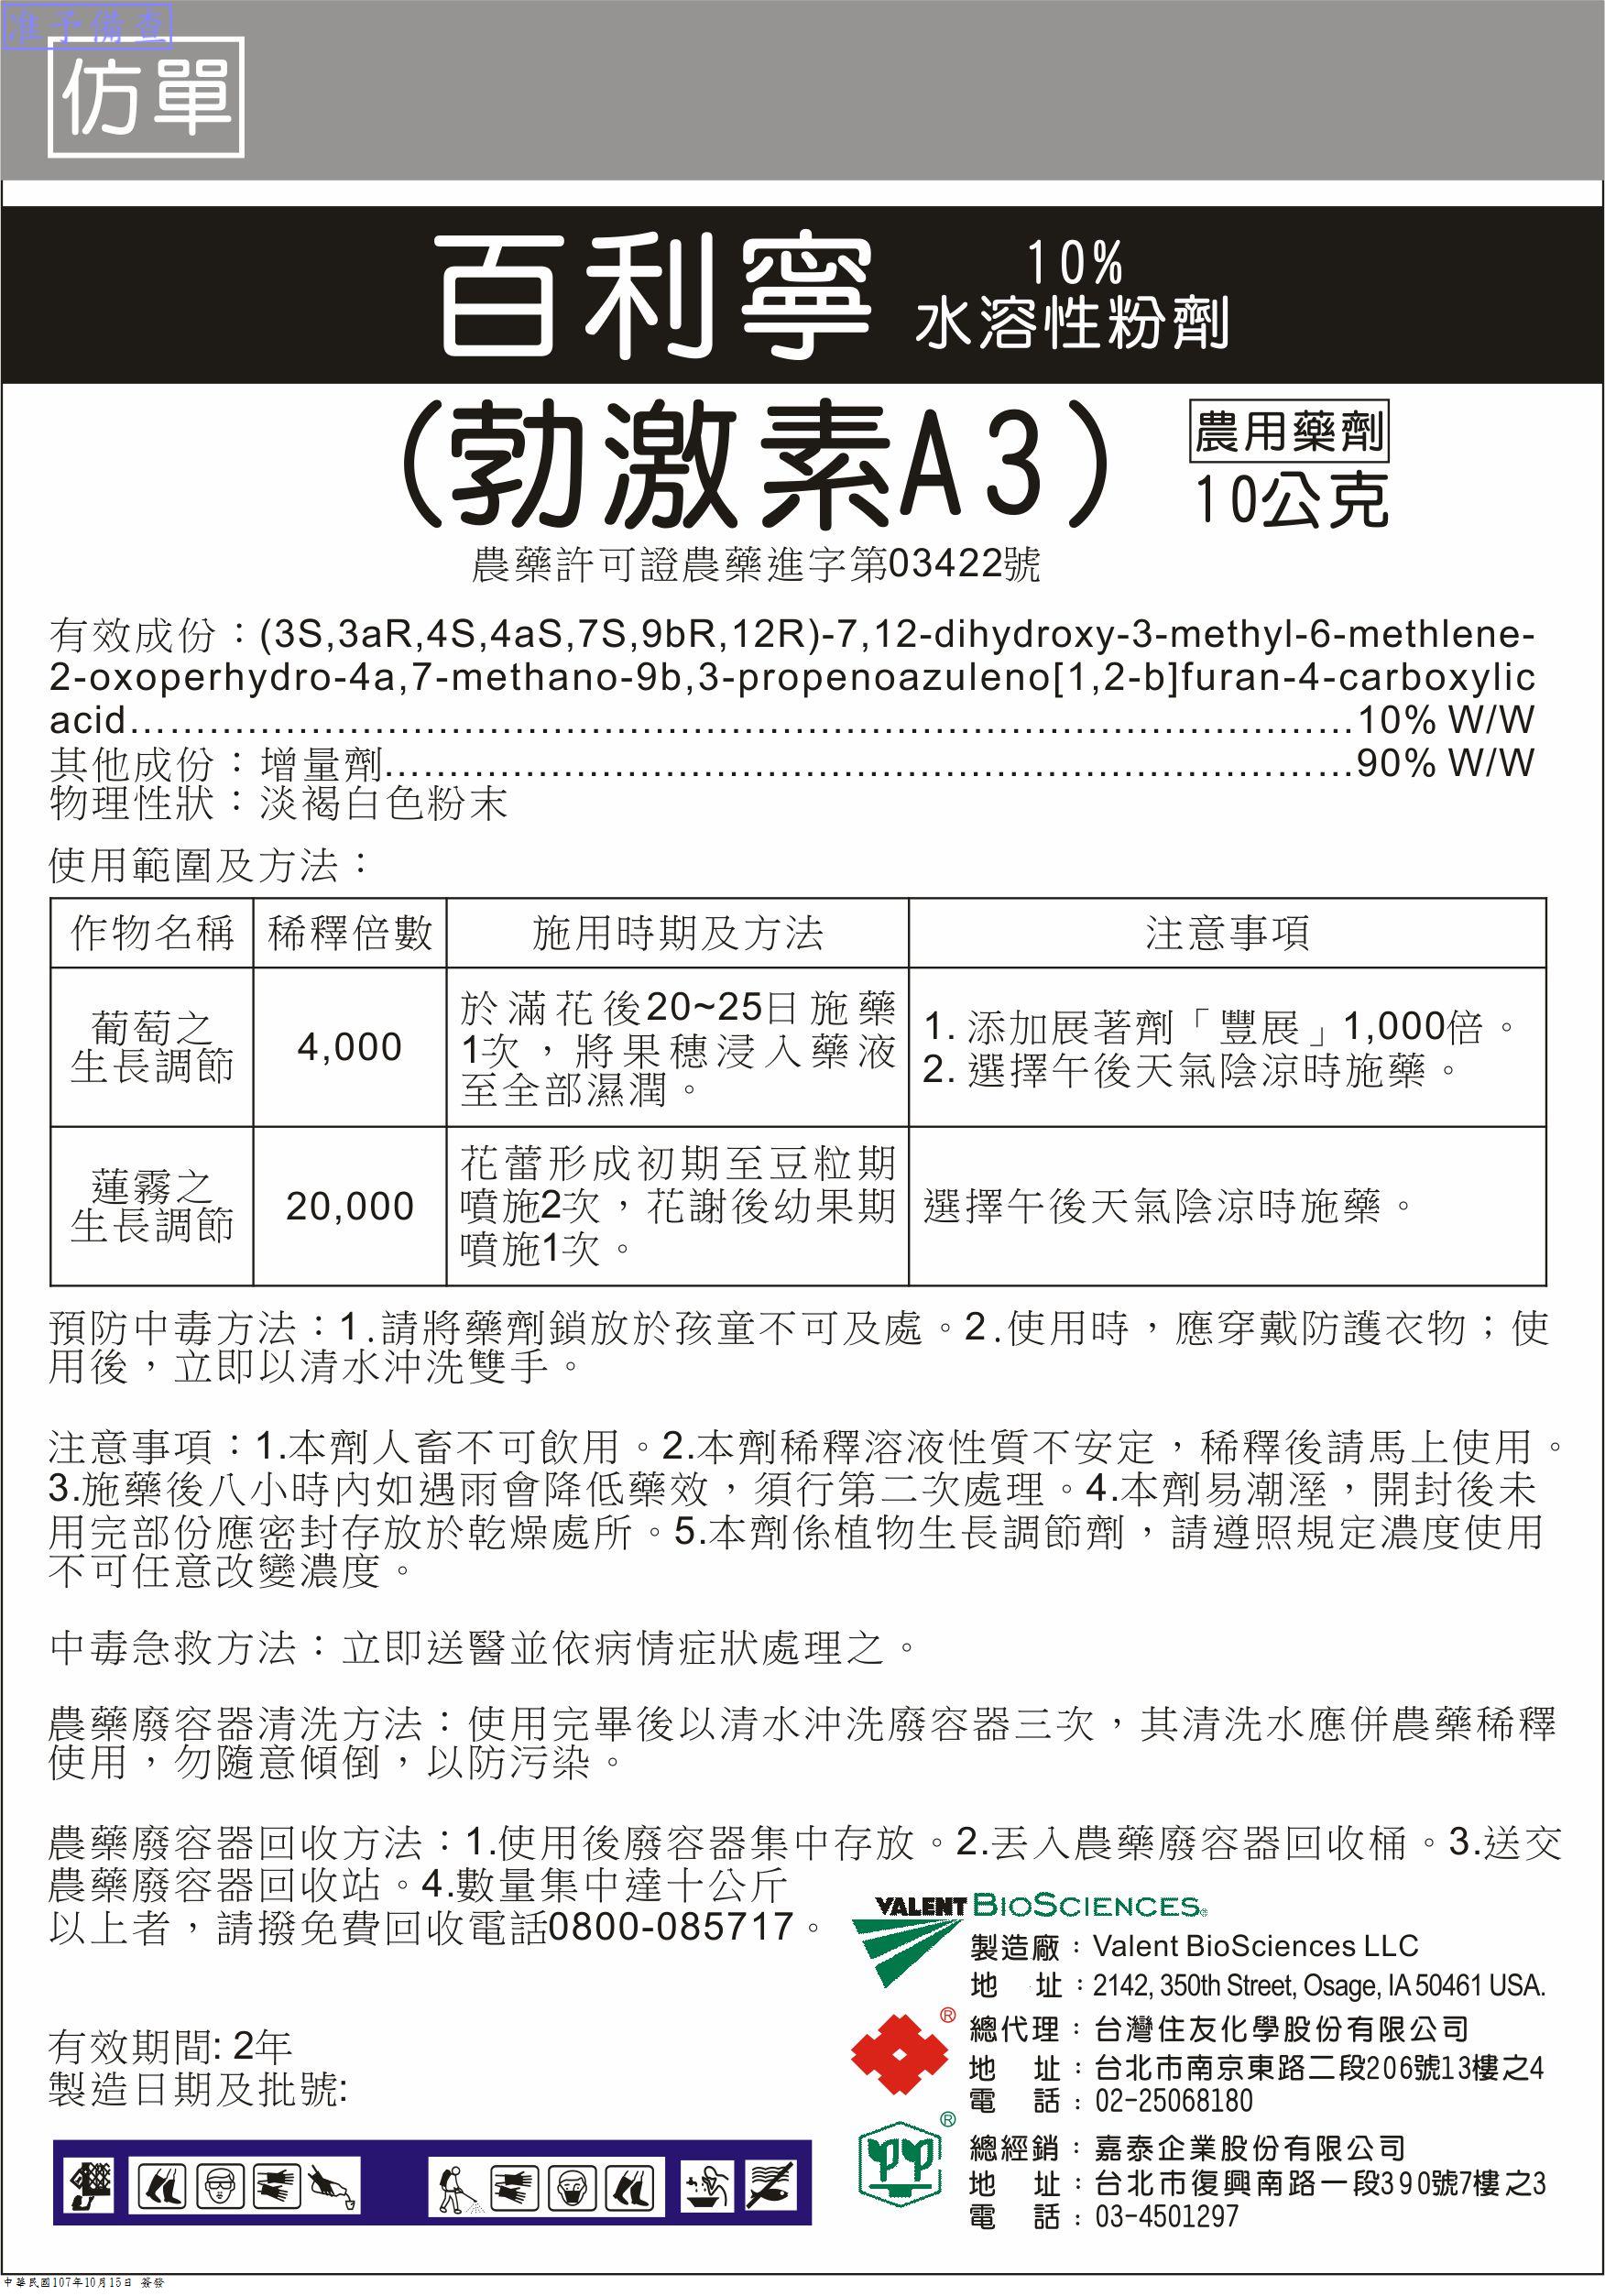 准予備查
仿單
百利寧 10%
水溶性粉劑
(勃激素A3) 農用藥劑
10公克
農藥許可證農藥進字第03422號
有效成份：(3S,3aR,4S,4aS,7S,9bR,12R)-7,12-dihydroxy-3-methyl-6-methlene-
2-oxoperhydro-4a,7-methano-9b,3-propenoazuleno[1,2-b]furan-4-carboxylic
acid........................................................................................10% W/W
其他成份：增量劑......................................................................90% W/W
物理性狀：淡褐白色粉末
使用範圍及方法：
作物名稱 稀釋倍數 施用時期及方法 注意事項
葡萄之
生長調節
4,000
於滿花後20~25日施藥
1次，將果穗浸入藥液
至全部濕潤。
1. 添加展著劑「豐展」1,000倍。
2. 選擇午後天氣陰涼時施藥。
蓮霧之
生長調節
20,000
花蕾形成初期至豆粒期
噴施2次，花謝後幼果期
噴施1次。
選擇午後天氣陰涼時施藥。
預防中毒方法：1.請將藥劑鎖放於孩童不可及處。2.使用時，應穿戴防護衣物；使
用後，立即以清水沖洗雙手。
注意事項：1.本劑人畜不可飲用。2.本劑稀釋溶液性質不安定，稀釋後請馬上使用。
3.施藥後八小時內如遇雨會降低藥效，須行第二次處理。4.本劑易潮溼，開封後未
用完部份應密封存放於乾燥處所。5.本劑係植物生長調節劑，請遵照規定濃度使用
不可任意改變濃度。
中毒急救方法：立即送醫並依病情症狀處理之。
農藥廢容器清洗方法：使用完畢後以清水沖洗廢容器三次，其清洗水應併農藥稀釋
使用，勿隨意傾倒，以防污染。
農藥廢容器回收方法：1.使用後廢容器集中存放。2.丟入農藥廢容器回收桶。3.送交
農藥廢容器回收站。4.數量集中達十公斤
以上者，請撥免費回收電話0800-085717。
VALENT BIOSCIENCES®
製造廠：Valent BioSciences LLC
地　址：2142, 350th Street, Osage, IA 50461 USA.
® 總代理：台灣住友化學股份有限公司
地　址：台北市南京東路二段206號13樓之4
電　話：02-25068180
® 總經銷：嘉泰企業股份有限公司
地　址：台北市復興南路一段390號7樓之3
電　話：03-4501297
有效期間: 2年
製造日期及批號:
中華民國107年10月15日 簽發